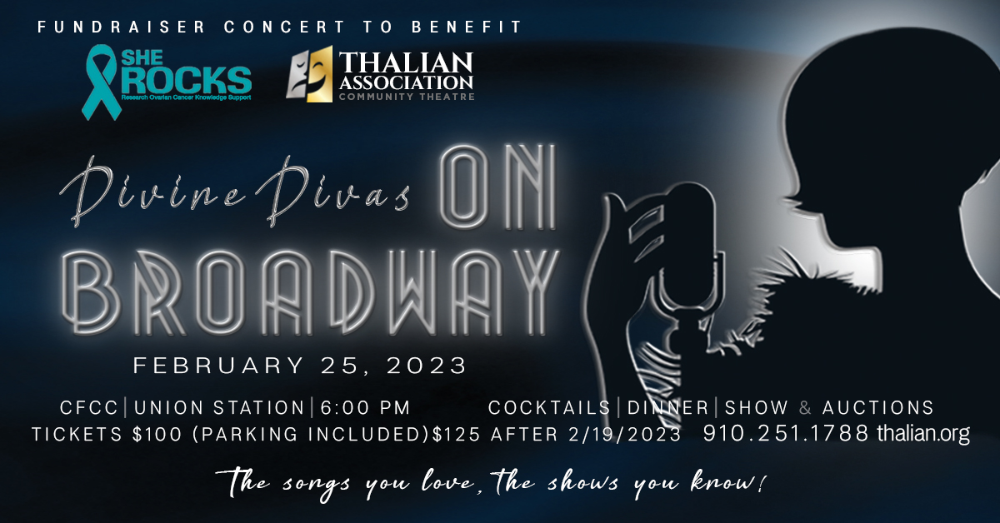 FUNDRAISER CONCERT TO BENEFIT
SHE
ROCKS
Research Ovarian Cancer Knowledge Support
THALIAN
ASSOCIATION
COMMUNITY THEATRE
Divine Divas ON
BROADWAY
FEBRUARY 25, 2023
CFCC|UNION STATION|6:00 PM COCKTAILS|DINNER|SHOW & AUCTIONS
TICKETS $100 (PARKING INCLUDED)$125 AFTER 2/19/2023 910.251.1788 thalian.org
The songs you love, the shows you know!